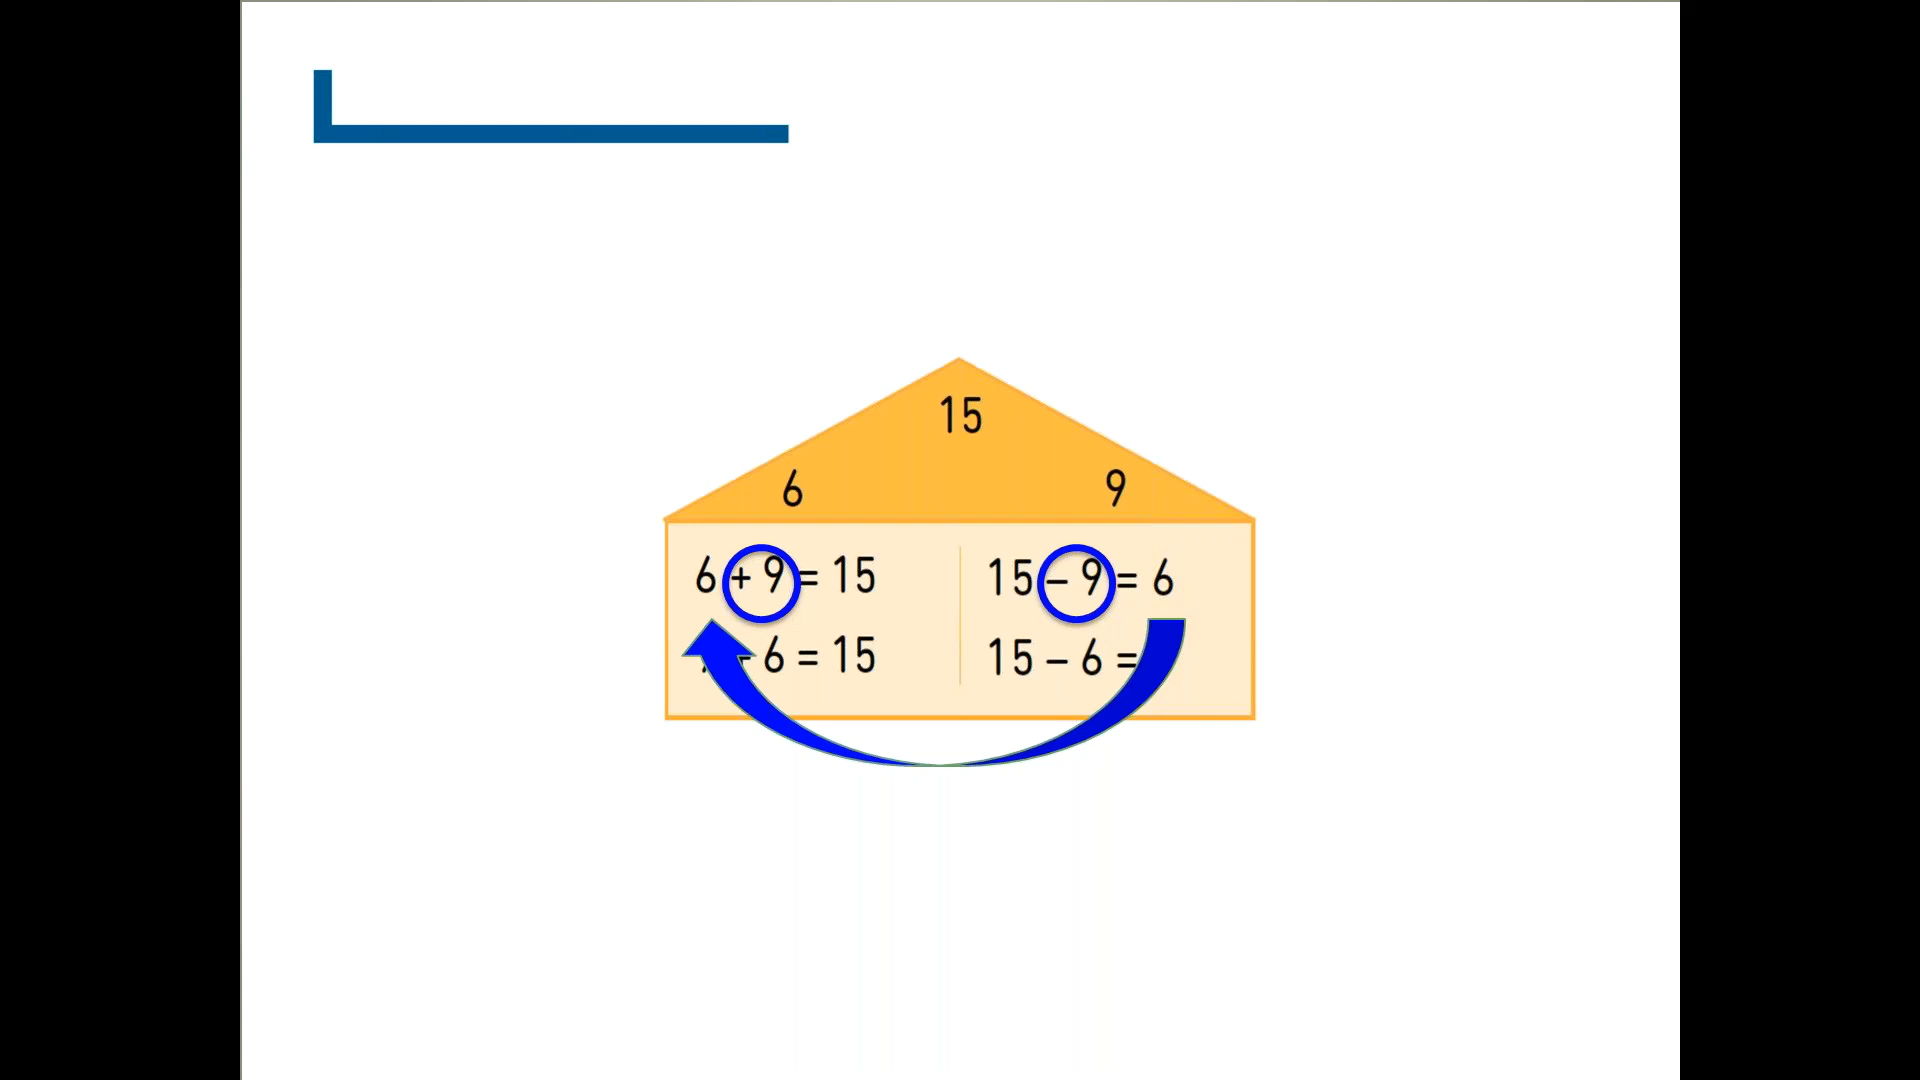 15
6 9
6 + 9 = 15
15 – 9 = 6
6 = 15
15 – 6 =